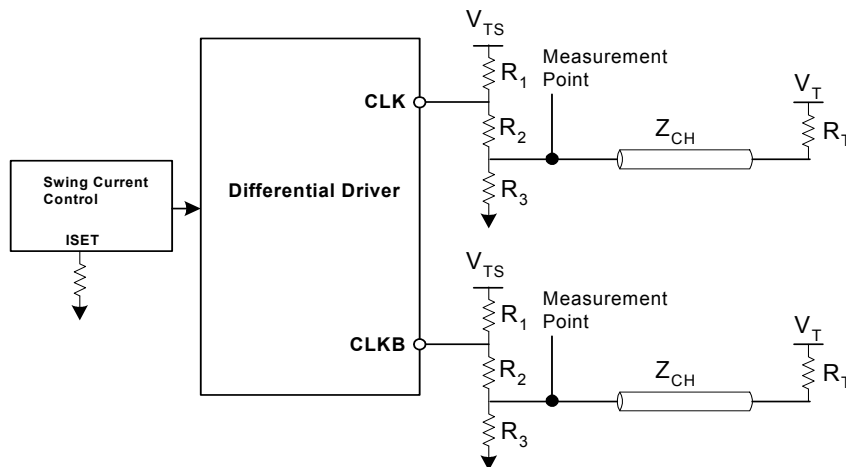 V_TS
R_1
Measurement
Point
V_T
CLK
R_2
Z_CH
R_T
R_3
Swing Current
Control
ISET
Differential Driver
V_TS
R_1
Measurement
Point
V_T
CLKB
R_2
Z_CH
R_T
R_3